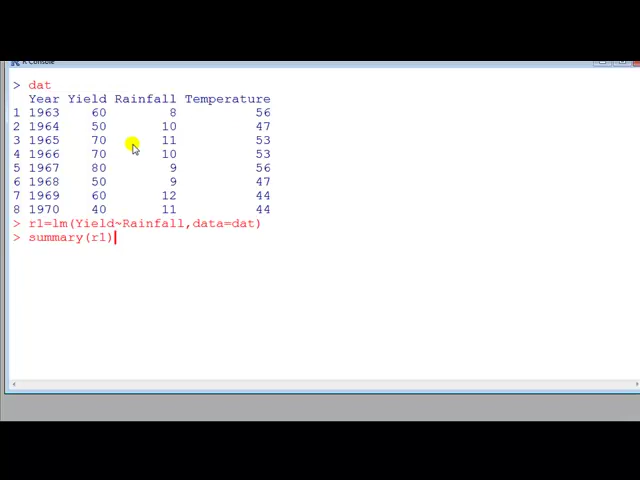 R Console
> dat
Year Yield Rainfall Temperature
1 1963 60 8 56
2 1964 50 10 47
3 1965 70 11 53
4 1966 70 10 53
5 1967 80 9 56
6 1968 50 9 47
7 1969 60 12 44
8 1970 40 11 44
> r1=lm(Yield~Rainfall,data=dat)
> summary(r1)